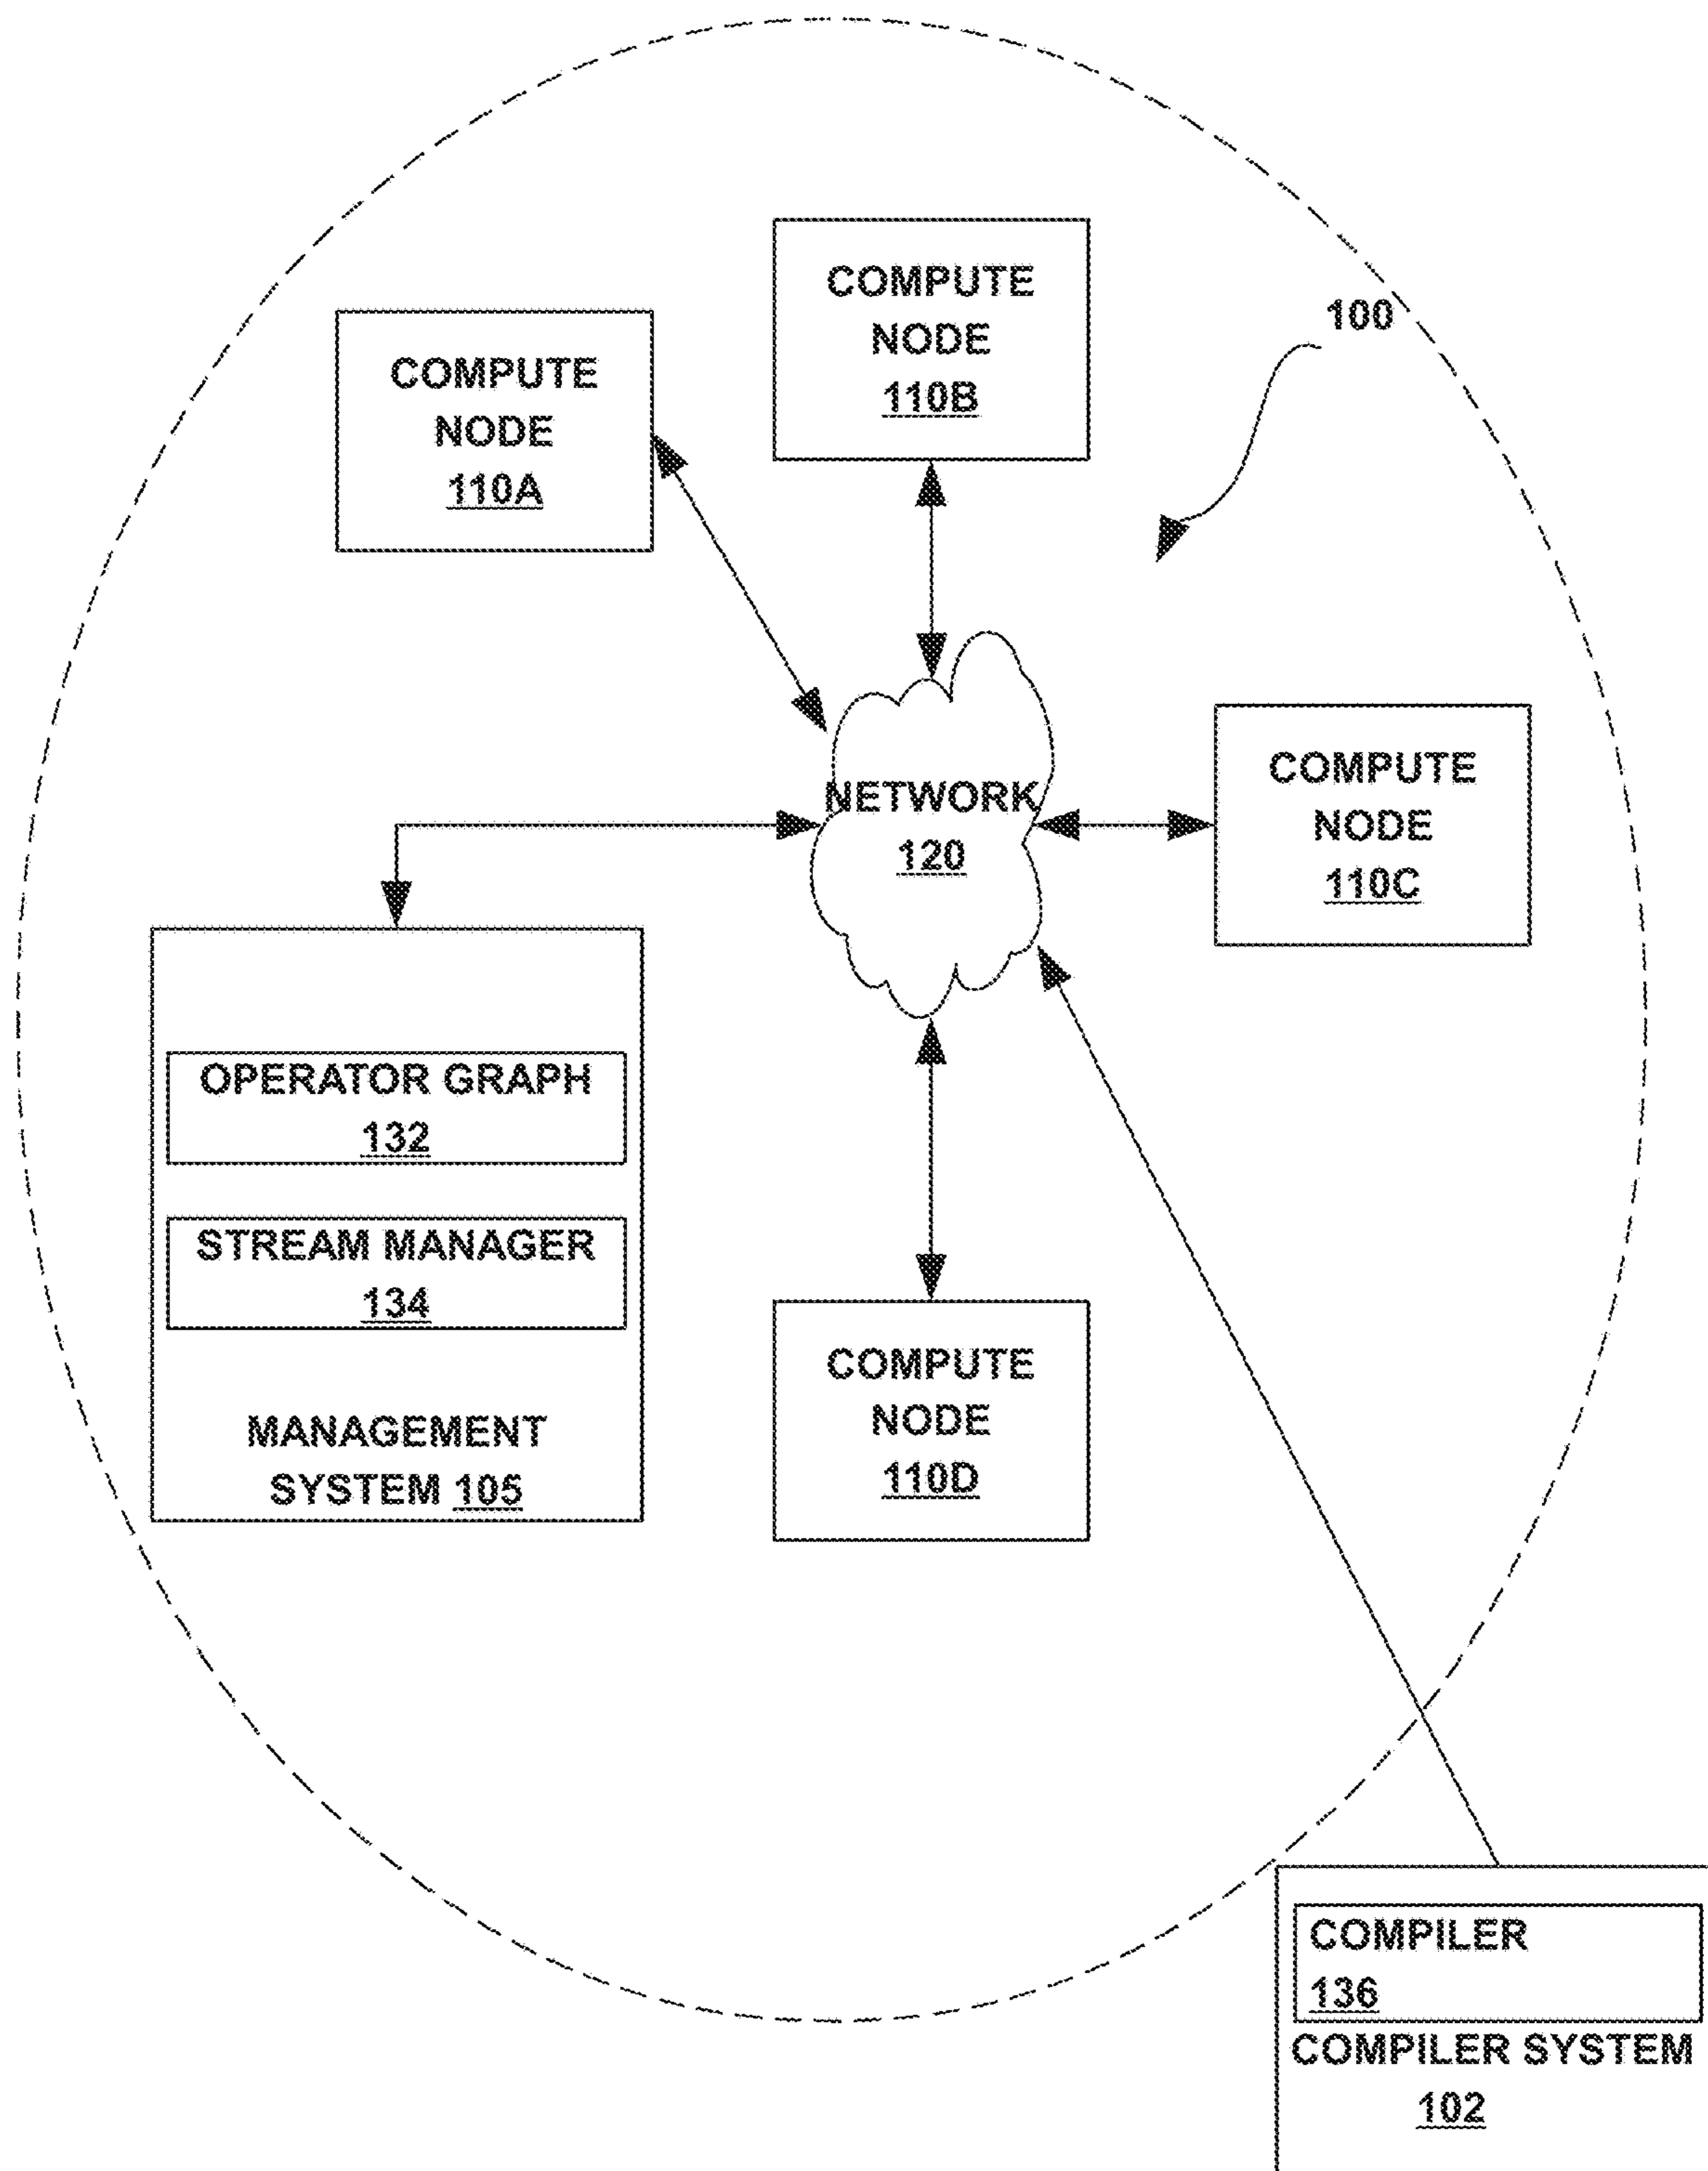 COMPUTE
NODE
110B
100
COMPUTE
NODE
110A
COMPUTE
NODE
110C
NETWORK
120
OPERATOR GRAPH
132
STREAM MANAGER
134
MANAGEMENT
SYSTEM 105
COMPUTE
NODE
110D
COMPILER
136
COMPILER SYSTEM
102